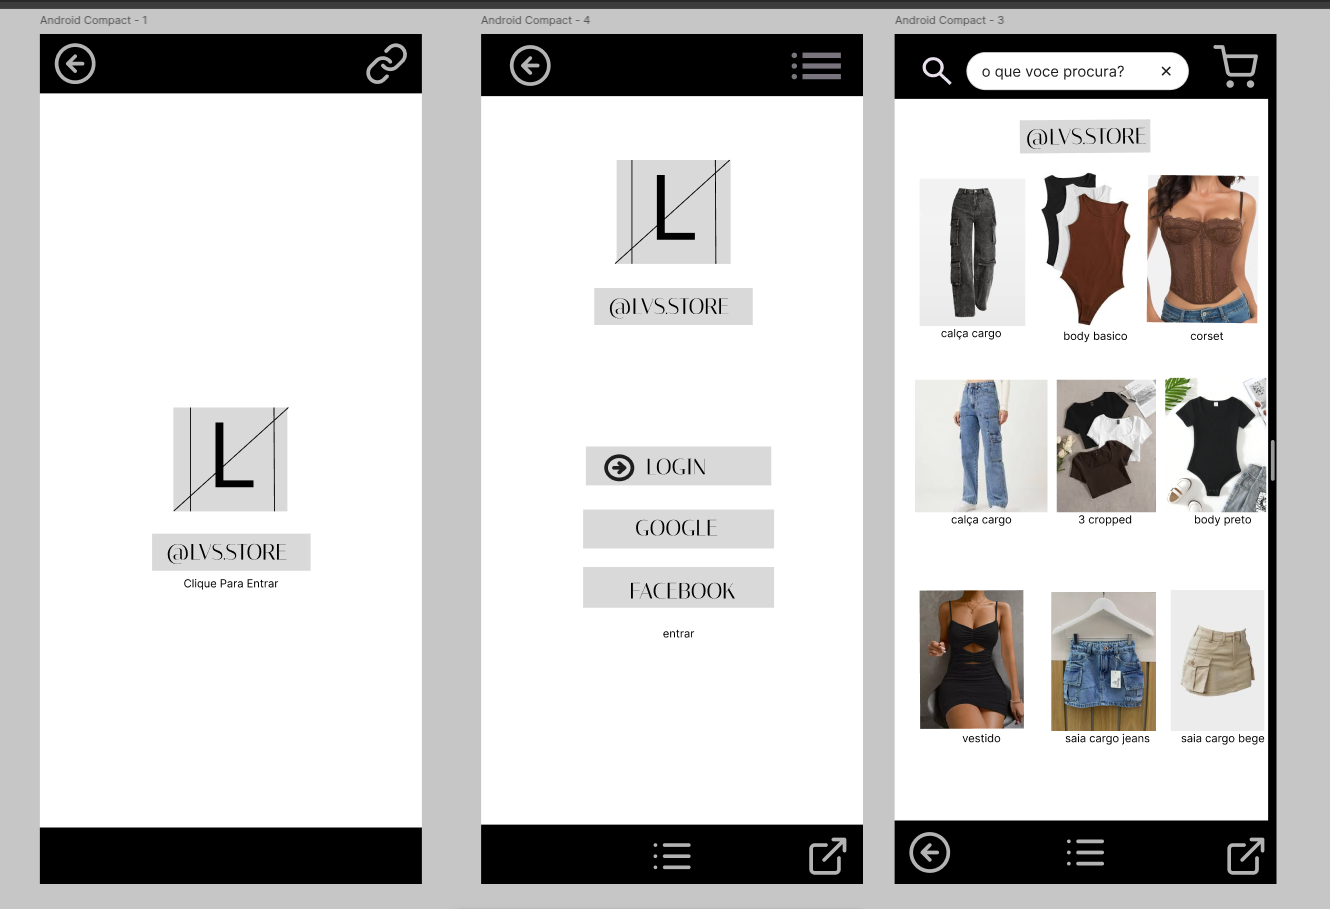 Android Compact - 1
L
@LVS.STORE
Clique Para Entrar
Android Compact - 4
L
@LVS.STORE
LOGIN
GOOGLE
FACEBOOK
entrar
Android Compact - 3
o que voce procura?
@LVS.STORE
calça cargo
body basico
corset
calça cargo
3 cropped
body preto
vestido
saia cargo jeans
saia cargo bege